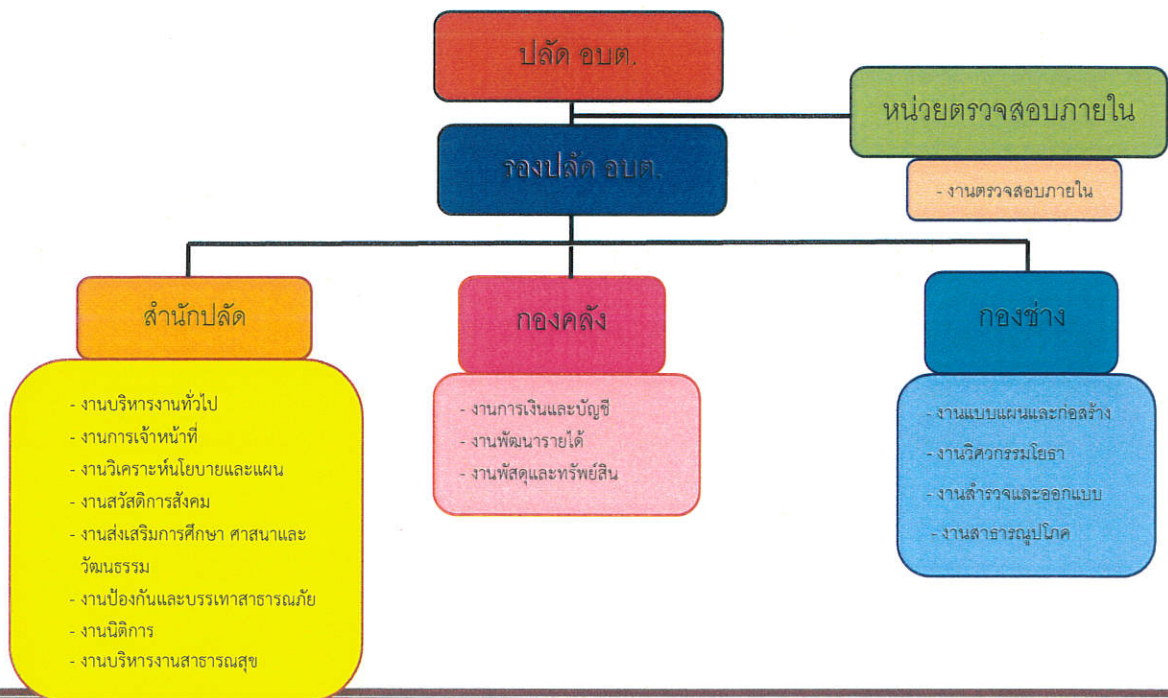 ปลัด อบต.
หน่วยตรวจสอบภายใน
- งานตรวจสอบภายใน
รองปลัด อบต.
สำนักปลัด
- งานบริหารงานทั่วไป
- งานการเจ้าหน้าที่
- งานวิเคราะห์นโยบายและแผน
- งานสวัสดิการสังคม
- งานส่งเสริมการศึกษา ศาสนาและ
วัฒนธรรม
- งานป้องกันและบรรเทาสาธารณภัย
- งานนิติการ
- งานบริหารงานสาธารณสุข
กองคลัง
- งานการเงินและบัญชี
- งานพัฒนารายได้
- งานพัสดุและทรัพย์สิน
กองช่าง
- งานแบบแผนและก่อสร้าง
- งานวิศวกรรมโยธา
- งานสำรวจและออกแบบ
- งานสาธารณูปโภค